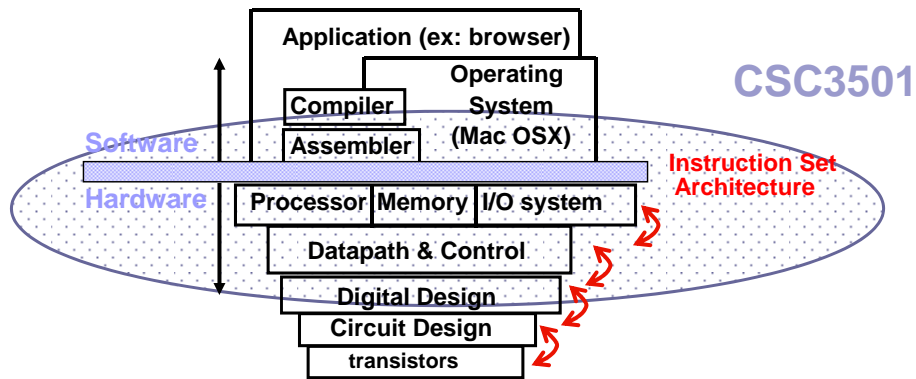 Application (ex: browser)
Operating
System
(Mac OSX)
CSC3501
Compiler
Assembler
Software
Instruction Set
Architecture
Hardware
Processor Memory I/O system
Datapath & Control
Digital Design
Circuit Design
transistors